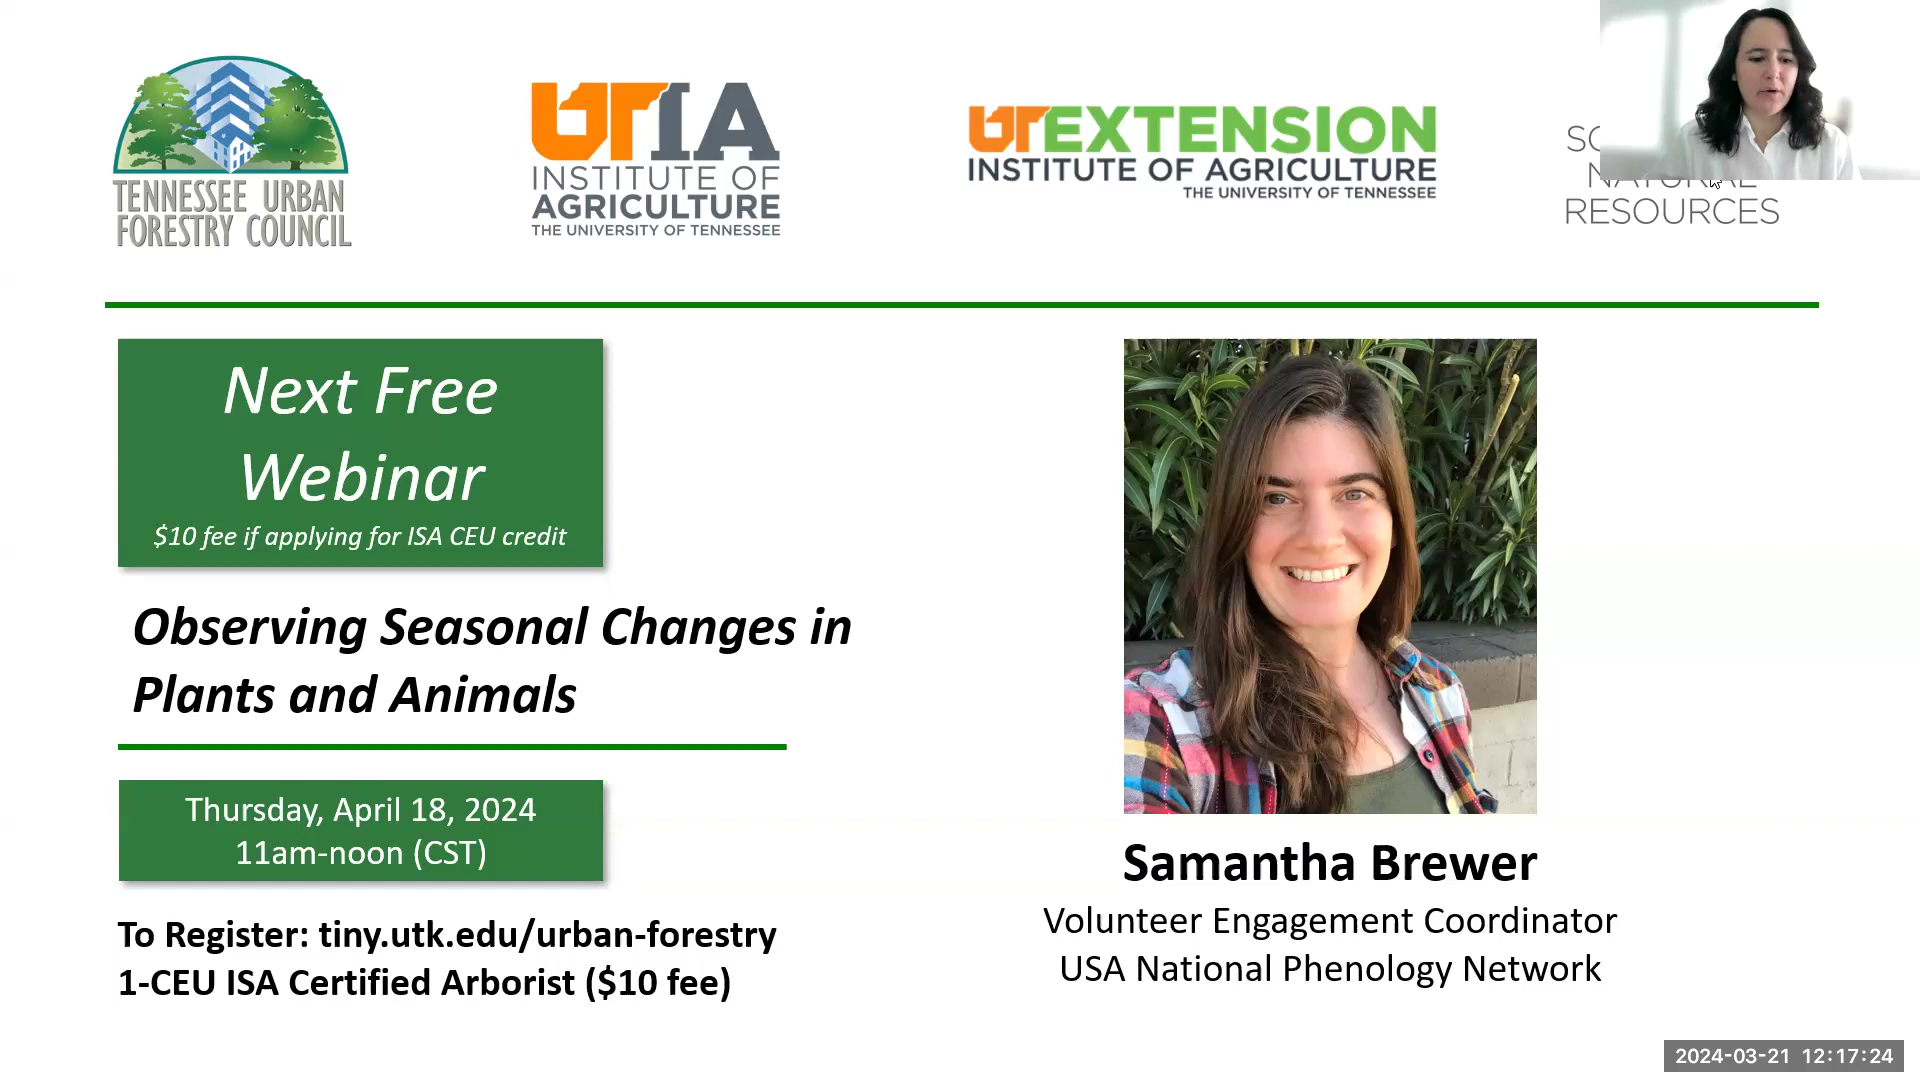 TENNESSEE URBAN
FORESTRY COUNCIL
UTIA
INSTITUTE OF
AGRICULTURE
THE UNIVERSITY OF TENNESSEE
UTEXTENSION
INSTITUTE OF AGRICULTURE
THE UNIVERSITY OF TENNESSEE
NATURAL
RESOURCES
Next Free
Webinar
$10 fee if applying for ISA CEU credit
Observing Seasonal Changes in
Plants and Animals
Thursday, April 18, 2024
11am-noon (CST)
To Register: tiny.utk.edu/urban-forestry
1-CEU ISA Certified Arborist ($10 fee)
Samantha Brewer
Volunteer Engagement Coordinator
USA National Phenology Network
2024-03-21 12:17:24